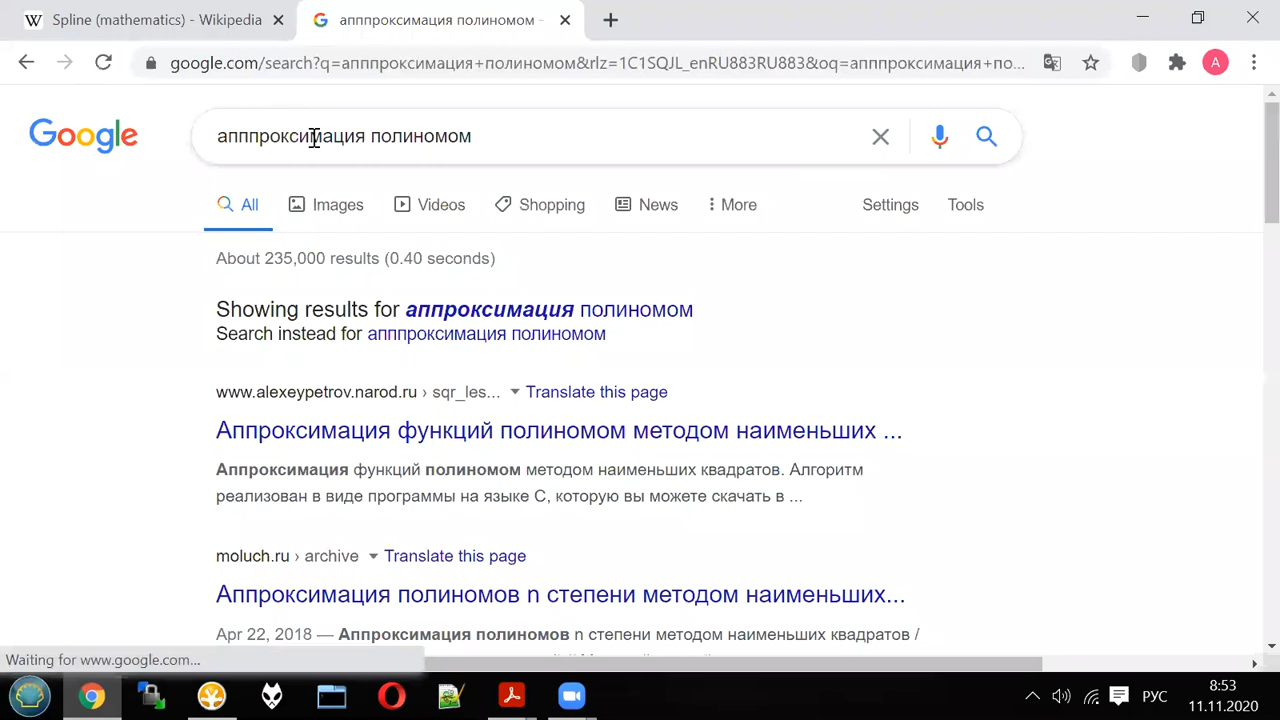 Spline (mathematics) - Wikipedia
апппроксимация полиномом -
google.com/search?q=апппроксимация+полиномом&rlz=1C1SQJL_enRU883RU883&oq=апппроксимация+по...
A
Google
апппроксимация полиномом
All Images Videos Shopping News More Settings Tools
About 235,000 results (0.40 seconds)
Showing results for аппроксимация полиномом
Search instead for апппроксимация полиномом
www.alexeypetrov.narod.ru › sqr_les... Translate this page
Аппроксимация функций полиномом методом наименьших ...
Аппроксимация функций полиномом методом наименьших квадратов. Алгоритм
реализован в виде программы на языке С, которую вы можете скачать в ...
moluch.ru › archive Translate this page
Аппроксимация полиномов n степени методом наименьших...
Apr 22, 2018 — Аппроксимация полиномов n степени методом наименьших квадратов /
Waiting for www.google.com...
РУС
8:53
11.11.2020